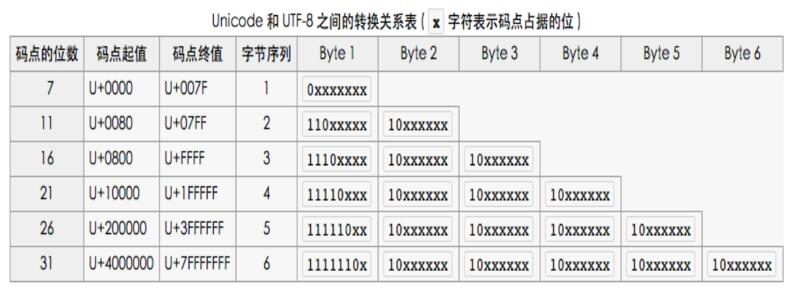 Unicode 和 UTF-8 之间的转换关系表 ( x 字符表示码点占据的位 )
码点的位数 码点起值 码点终值 字节序列 Byte 1 Byte 2 Byte 3 Byte 4 Byte 5 Byte 6
7 U+0000 U+007F 1 0xxxxxxx
11 U+0080 U+07FF 2 110xxxxx 10xxxxxx
16 U+0800 U+FFFF 3 1110xxxx 10xxxxxx 10xxxxxx
21 U+10000 U+1FFFFF 4 11110xxx 10xxxxxx 10xxxxxx 10xxxxxx
26 U+200000 U+3FFFFFF 5 111110xx 10xxxxxx 10xxxxxx 10xxxxxx 10xxxxxx
31 U+4000000 U+7FFFFFFF 6 1111110x 10xxxxxx 10xxxxxx 10xxxxxx 10xxxxxx 10xxxxxx